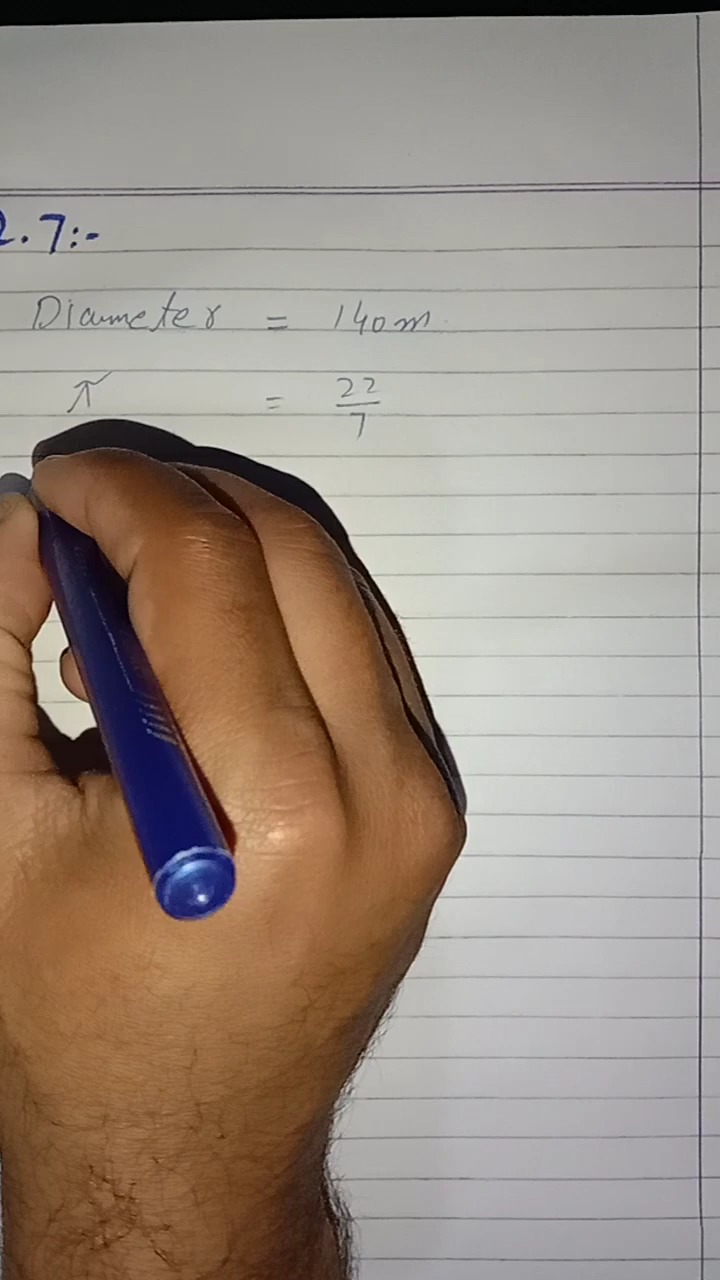 2.7:-
Diameter = 140m
π = 22/7